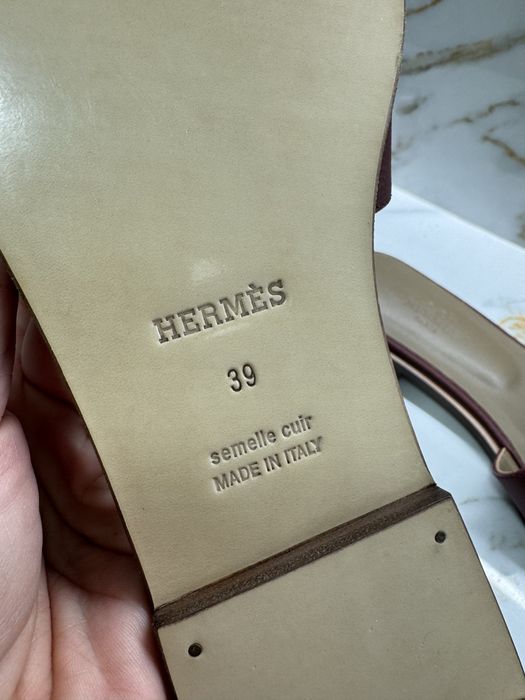 HERMÈS
39
semelle cuir
MADE IN ITALY